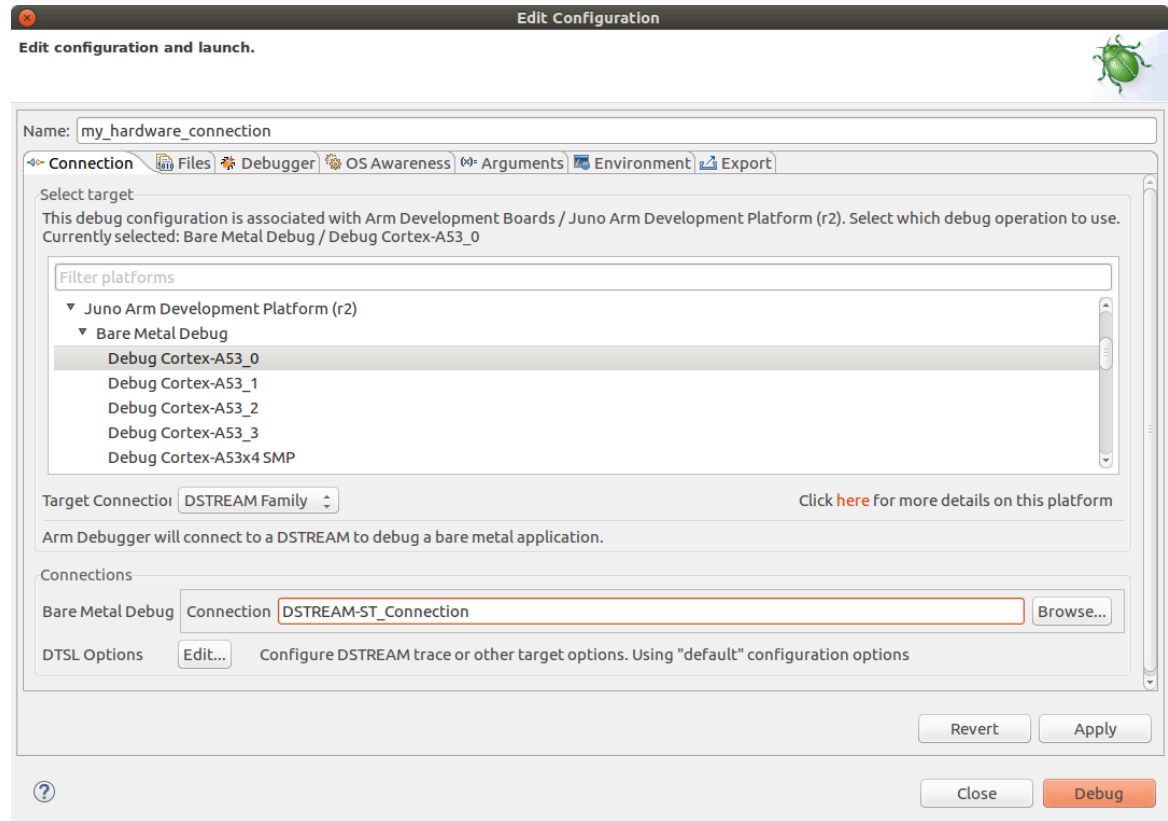 Edit Configuration
Edit configuration and launch.
Name: my_hardware_connection
Connection Files Debugger OS Awareness Arguments Environment Export
Select target
This debug configuration is associated with Arm Development Boards / Juno Arm Development Platform (r2). Select which debug operation to use.
Currently selected: Bare Metal Debug / Debug Cortex-A53_0
Filter platforms
Juno Arm Development Platform (r2)
Bare Metal Debug
Debug Cortex-A53_0
Debug Cortex-A53_1
Debug Cortex-A53_2
Debug Cortex-A53_3
Debug Cortex-A53x4 SMP
Target Connection DSTREAM Family Click here for more details on this platform
Arm Debugger will connect to a DSTREAM to debug a bare metal application.
Connections
Bare Metal Debug Connection DSTREAM-ST_Connection Browse...
DTSL Options Edit... Configure DSTREAM trace or other target options. Using "default" configuration options
Revert Apply
Close Debug